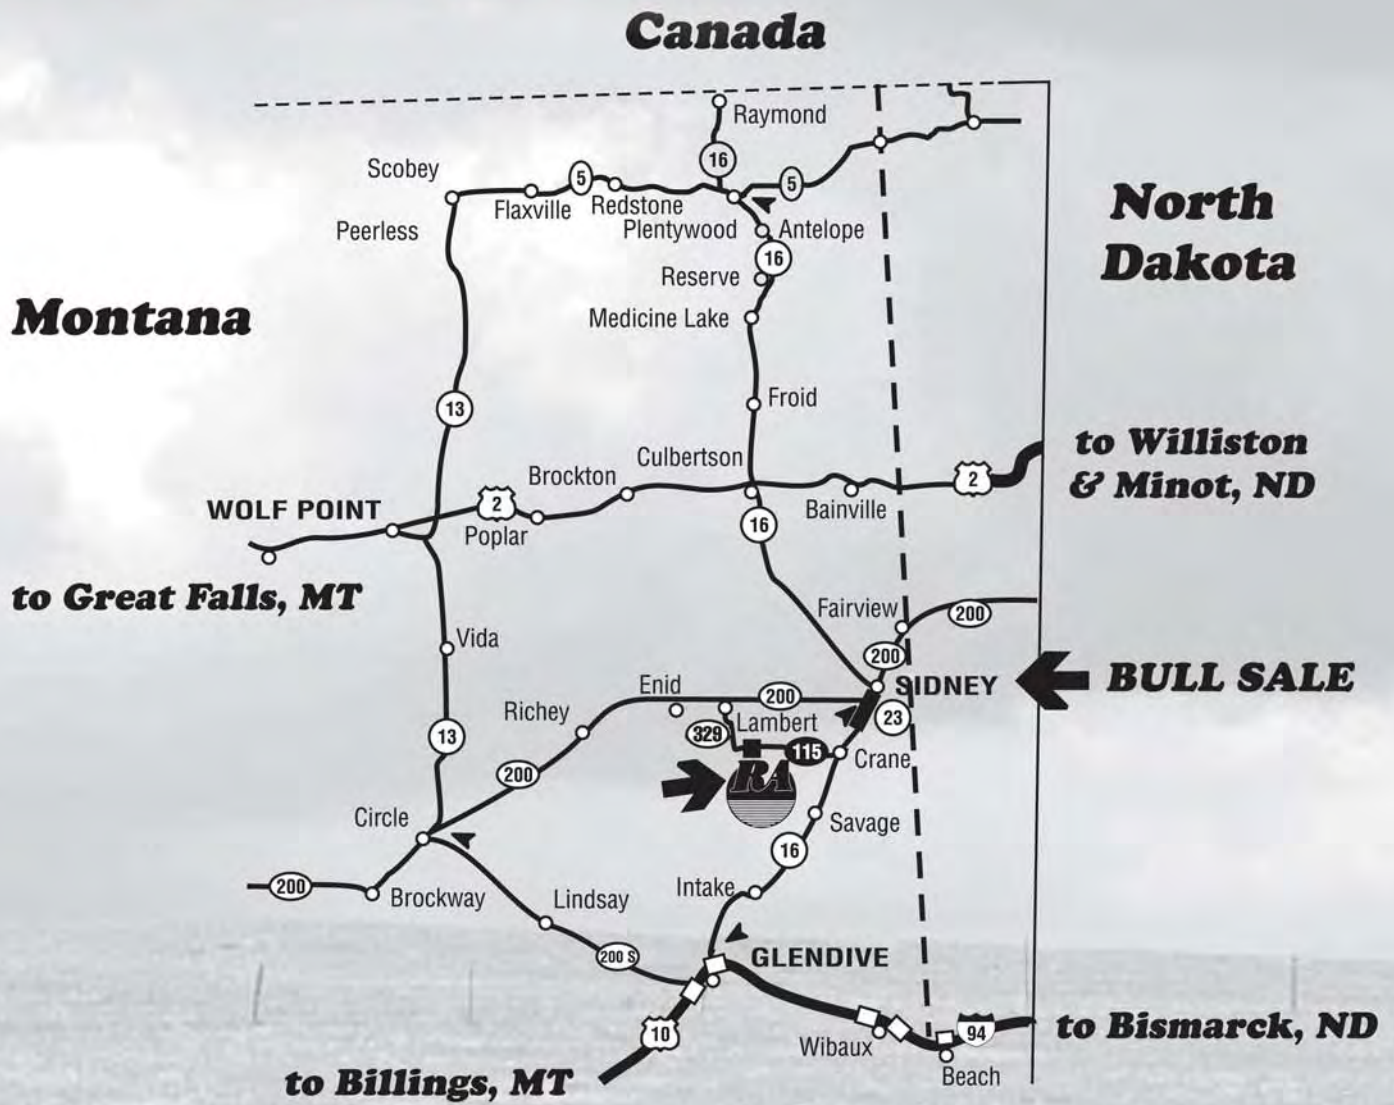 Canada
Raymond
16
Scobey
5
5
Flaxville
Redstone
North
Dakota
Peerless
Plentywood
Antelope
16
Reserve
Montana
Medicine Lake
Froid
13
to Williston
& Minot, ND
Culbertson
Brockton
2
2
WOLF POINT
Bainville
Poplar
16
to Great Falls, MT
Fairview
200
Vida
200
BULL SALE
SIDNEY
Enid
200
Richey
Lambert
23
329
13
115
Crane
200
RA
Circle
Savage
16
200
Intake
Brockway
Lindsay
200 S
GLENDIVE
10
94
to Bismarck, ND
Wibaux
Beach
to Billings, MT